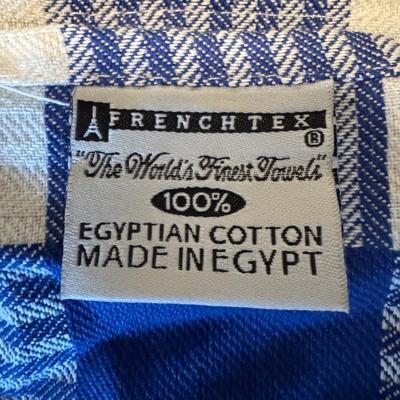 FRENCHTEX®
"The World's Finest Towels"
100%
EGYPTIAN COTTON
MADE IN EGYPT